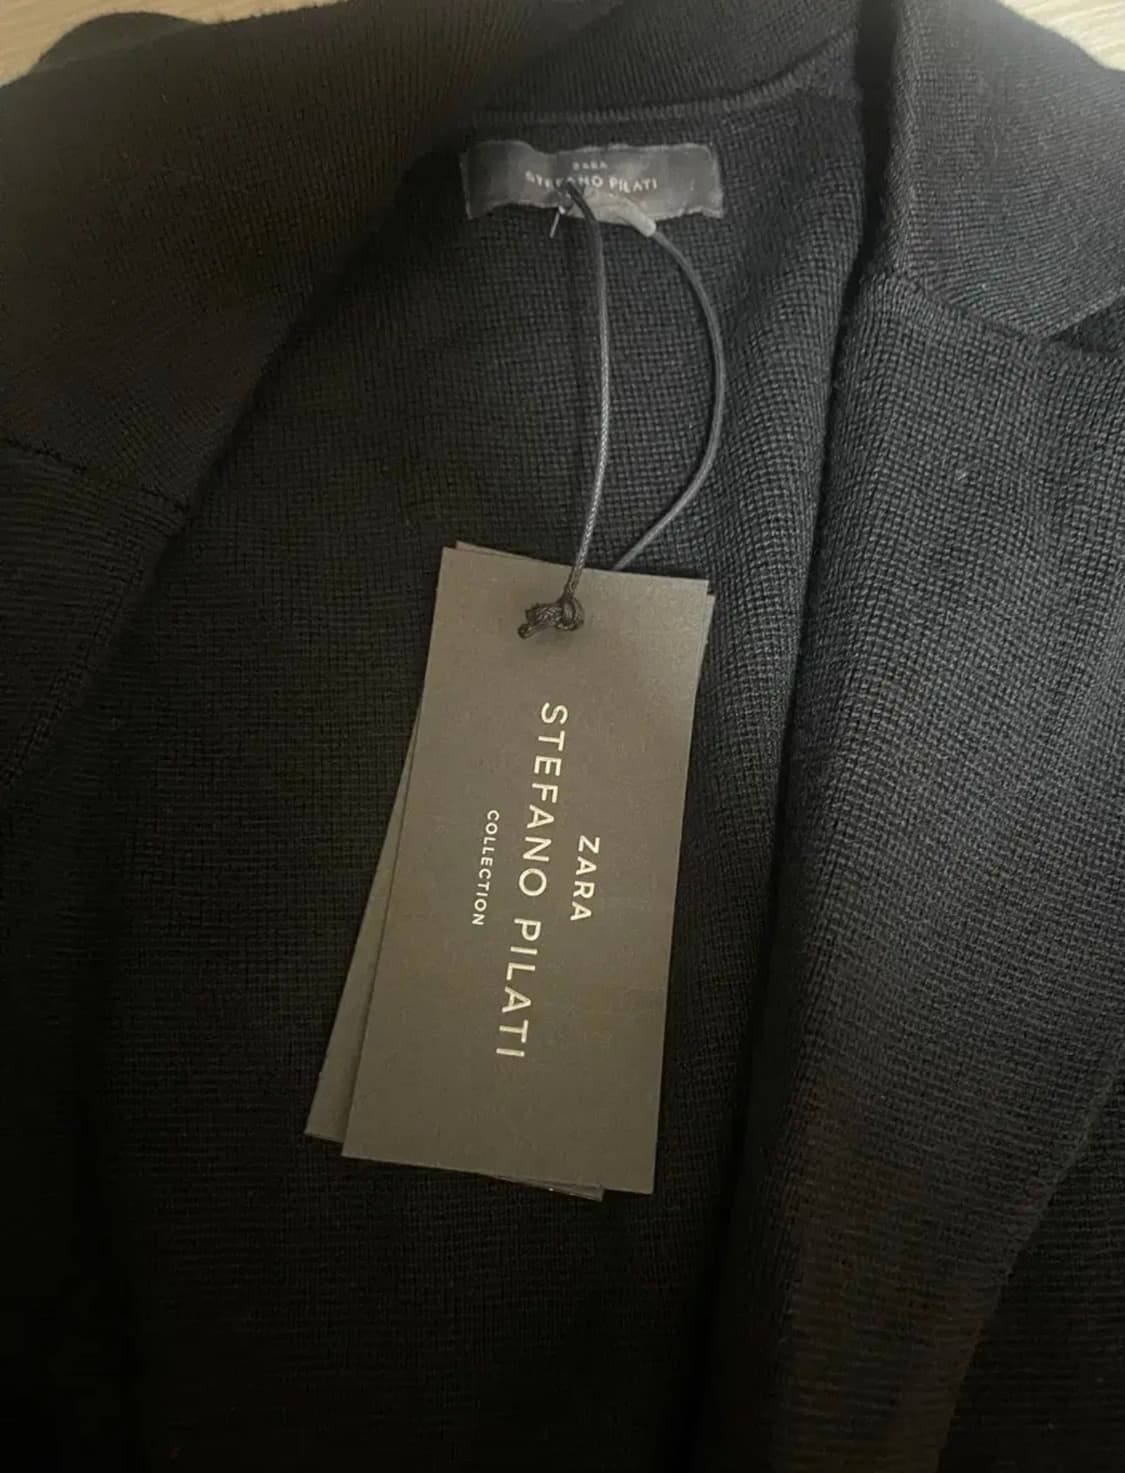 ZARA
STEFANO PILATI
ZARA
STEFANO PILATI
COLLECTION